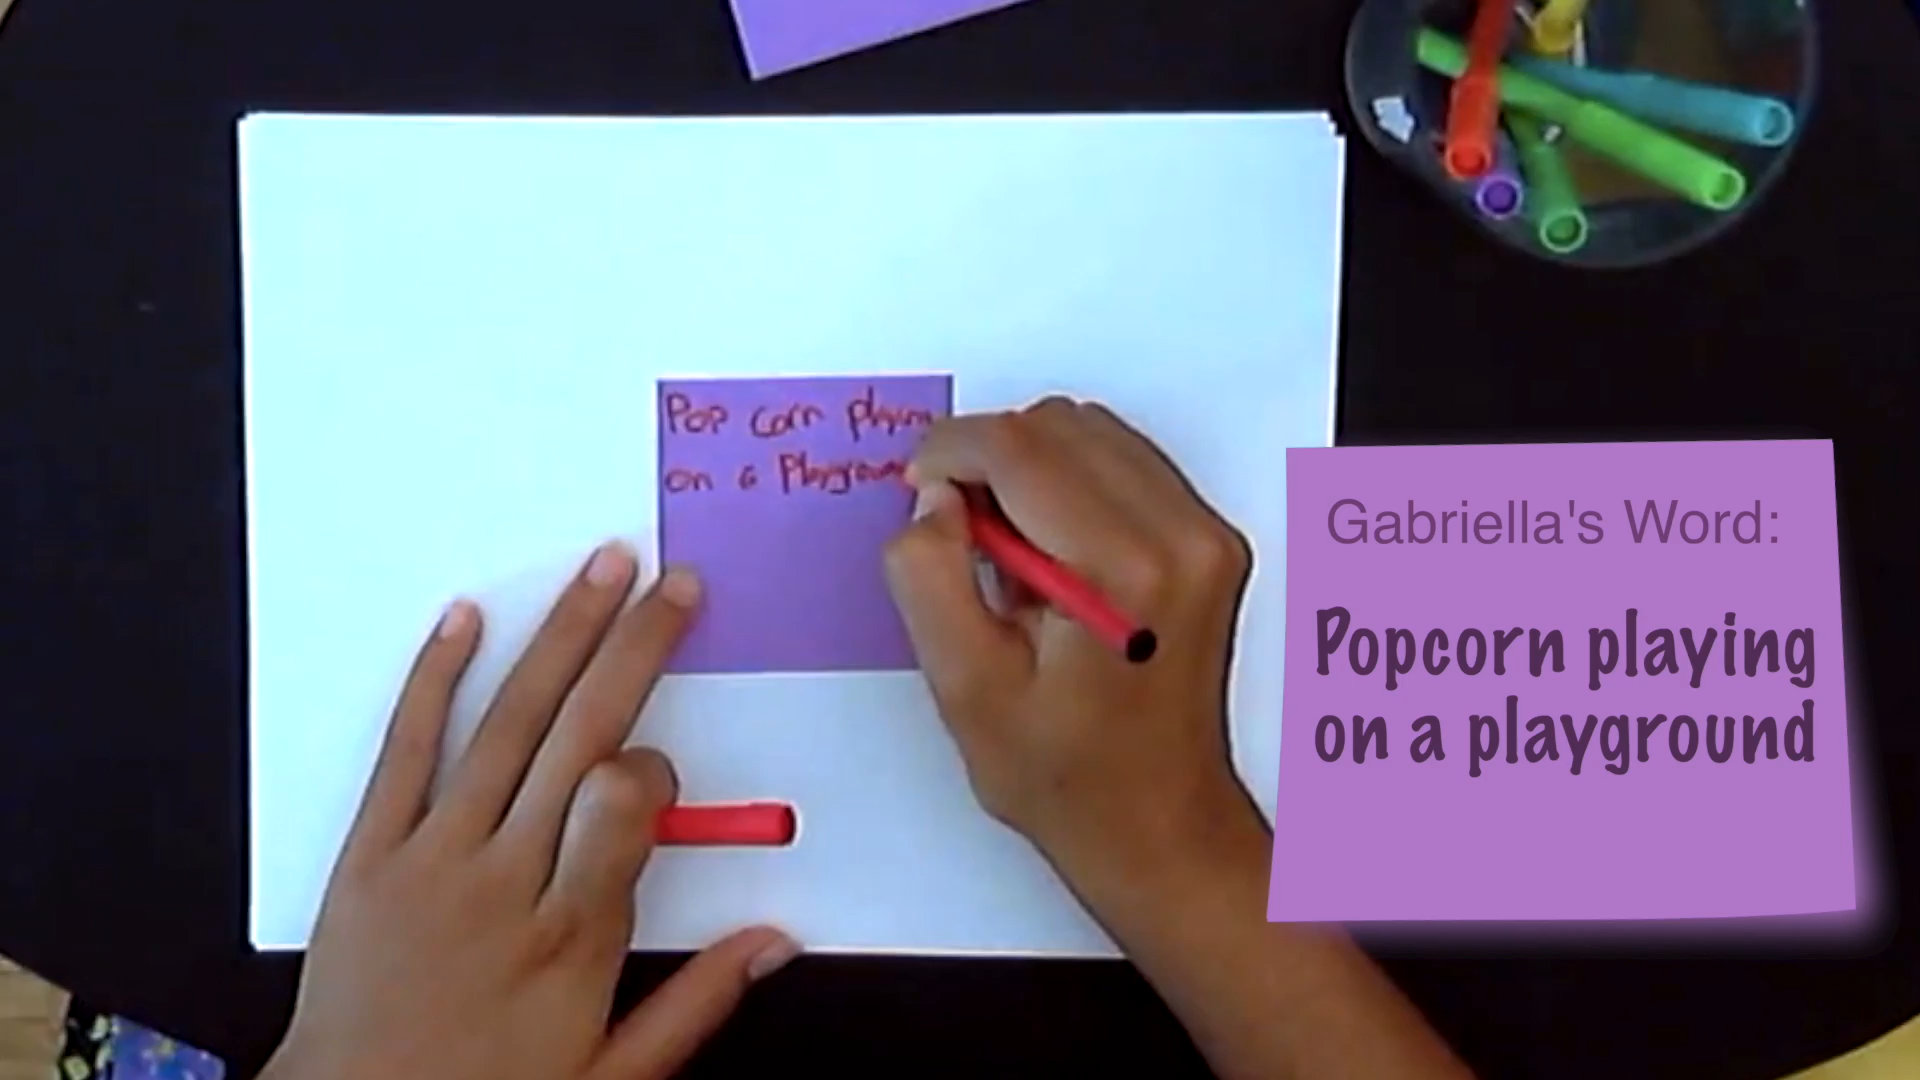 Pop corn playing
on a Playground
Gabriella's Word:
Popcorn playing
on a playground